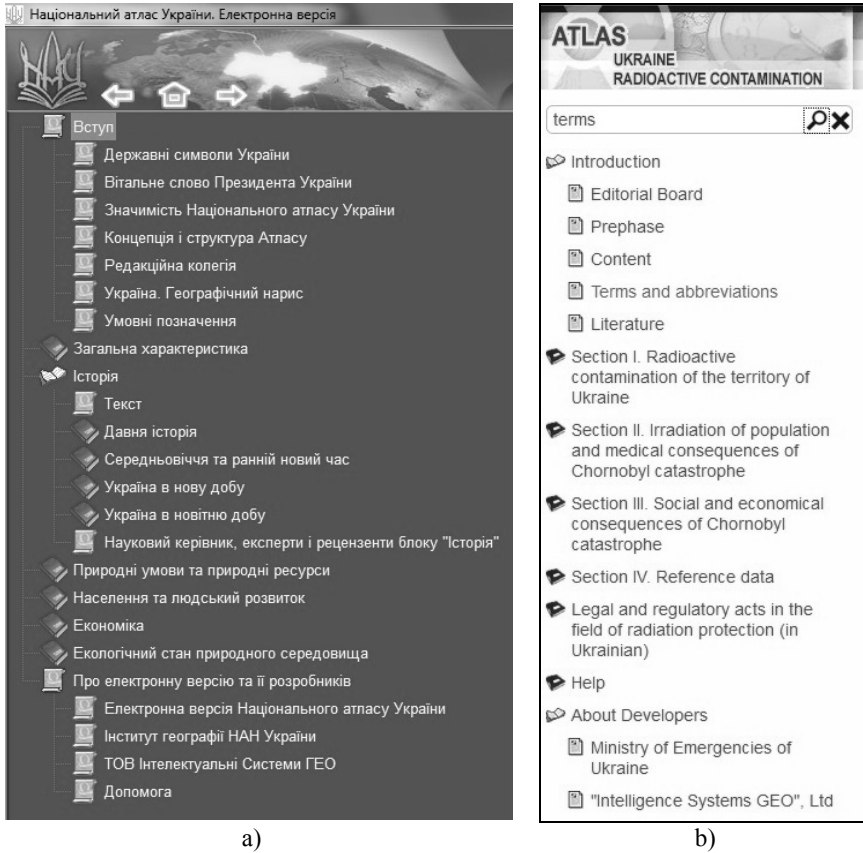 Національний атлас України. Електронна версія
НАУ
Вступ
Державні символи України
Вітальне слово Президента України
Значимість Національного атласу України
Концепція і структура Атласу
Редакційна колегія
Україна. Географічний нарис
Умовні позначення
Загальна характеристика
Історія
Текст
Давня історія
Середньовіччя та ранній новий час
Україна в нову добу
Україна в новітню добу
Науковий керівник, експерти і рецензенти блоку "Історія"
Природні умови та природні ресурси
Населення та людський розвиток
Економіка
Екологічний стан природного середовища
Про електронну версію та її розробників
Електронна версія Національного атласу України
Інститут географії НАН України
ТОВ Інтелектуальні Системи ГЕО
Допомога
a)
ATLAS
UKRAINE
RADIOACTIVE CONTAMINATION
terms
Introduction
Editorial Board
Prephase
Content
Terms and abbreviations
Literature
Section I. Radioactive
contamination of the territory of
Ukraine
Section II. Irradiation of population
and medical consequences of
Chornobyl catastrophe
Section III. Social and economical
consequences of Chornobyl
catastrophe
Section IV. Reference data
Legal and regulatory acts in the
field of radiation protection (in
Ukrainian)
Help
About Developers
Ministry of Emergencies of
Ukraine
"Intelligence Systems GEO", Ltd
b)